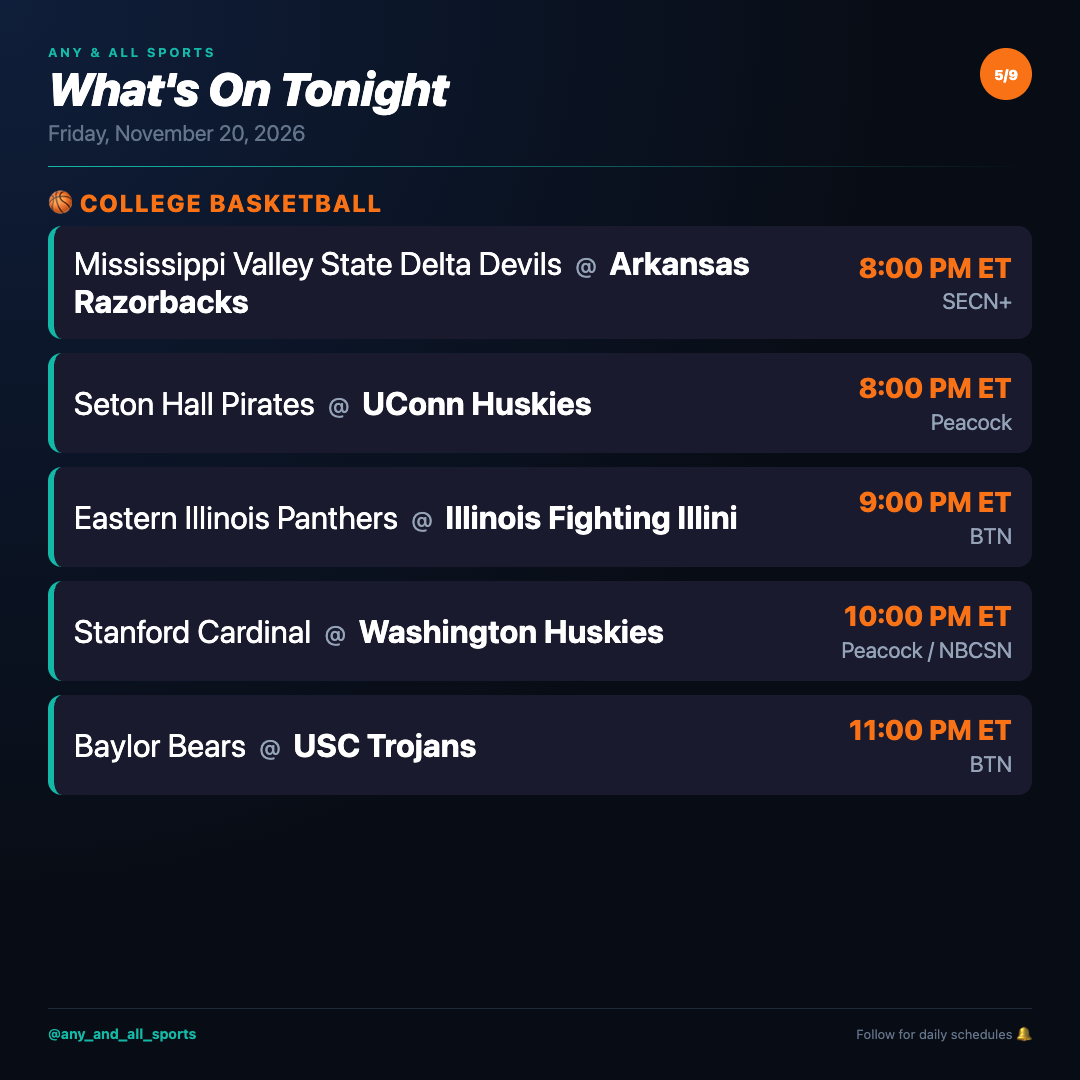 ANY & ALL SPORTS
What's On Tonight
5/9
Friday, November 20, 2026
🏀 COLLEGE BASKETBALL
Mississippi Valley State Delta Devils @ Arkansas
Razorbacks
8:00 PM ET
SECN+
Seton Hall Pirates @ UConn Huskies
8:00 PM ET
Peacock
Eastern Illinois Panthers @ Illinois Fighting Illini
9:00 PM ET
BTN
Stanford Cardinal @ Washington Huskies
10:00 PM ET
Peacock / NBCSN
Baylor Bears @ USC Trojans
11:00 PM ET
BTN
@any_and_all_sports
Follow for daily schedules 🔔